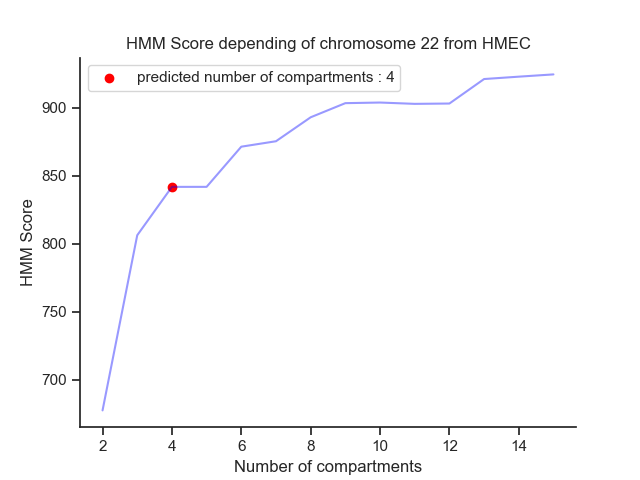 HMM Score depending of chromosome 22 from HMEC
predicted number of compartments : 4
900
850
800
750
700
HMM Score
2 4 6 8 10 12 14
Number of compartments